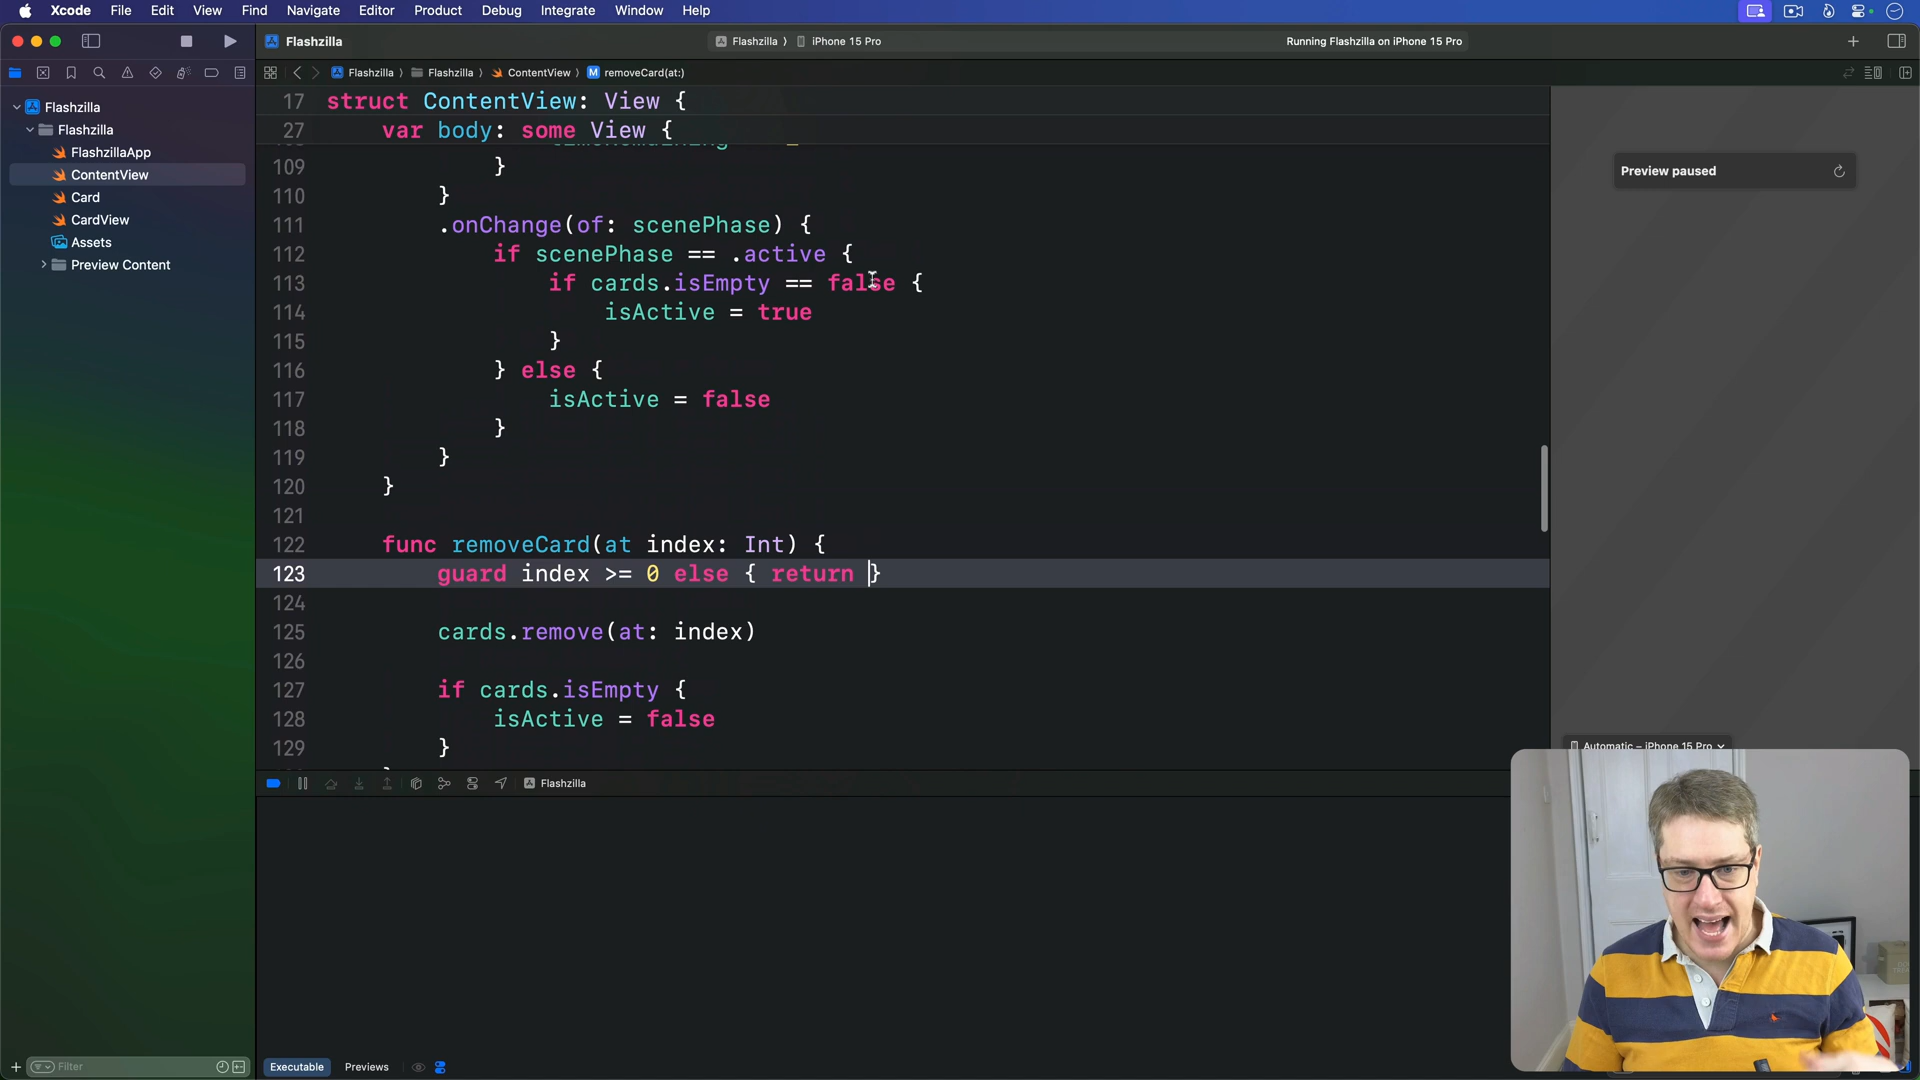 Xcode File Edit View Find Navigate Editor Product Debug Integrate Window Help
Flashzilla
Flashzilla ⟩ iPhone 15 Pro
Running Flashzilla on iPhone 15 Pro
Flashzilla ⟩ Flashzilla ⟩ ContentView ⟩ M removeCard(at:)
Flashzilla
Flashzilla
FlashzillaApp
ContentView
Card
CardView
Assets
Preview Content
17 struct ContentView: View {
27 var body: some View {
109 }
110 }
111 .onChange(of: scenePhase) {
112 if scenePhase == .active {
113 if cards.isEmpty == false {
114 isActive = true
115 }
116 } else {
117 isActive = false
118 }
119 }
120 }
121
122 func removeCard(at index: Int) {
123 guard index >= 0 else { return }
124
125 cards.remove(at: index)
126
127 if cards.isEmpty {
128 isActive = false
129 }
Preview paused
Automatic – iPhone 15 Pro
Flashzilla
Filter
Executable Previews